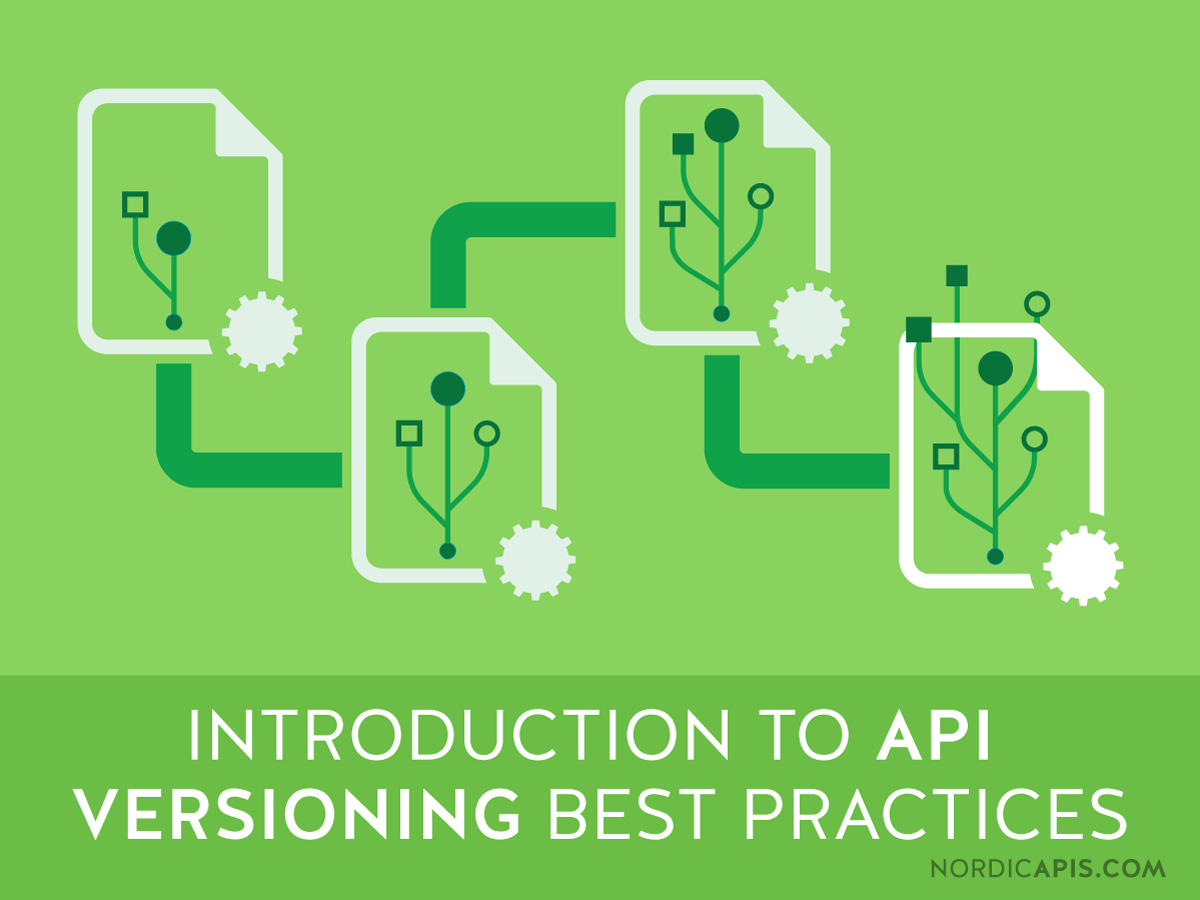 INTRODUCTION TO API
VERSIONING BEST PRACTICES
NORDICAPIS.COM